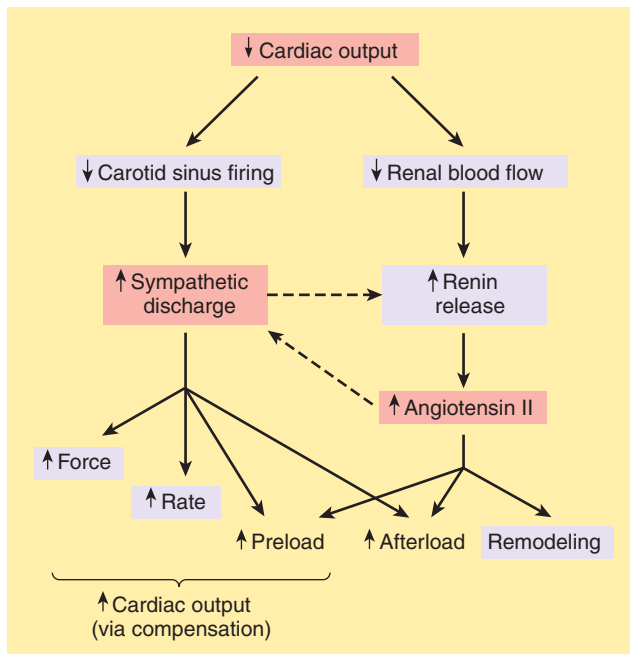 ↓ Cardiac output
↓ Carotid sinus firing
↓ Renal blood flow
↑ Sympathetic
discharge
↑ Renin
release
↑ Angiotensin II
↑ Force
↑ Rate
↑ Preload
↑ Afterload
Remodeling
↑ Cardiac output
(via compensation)